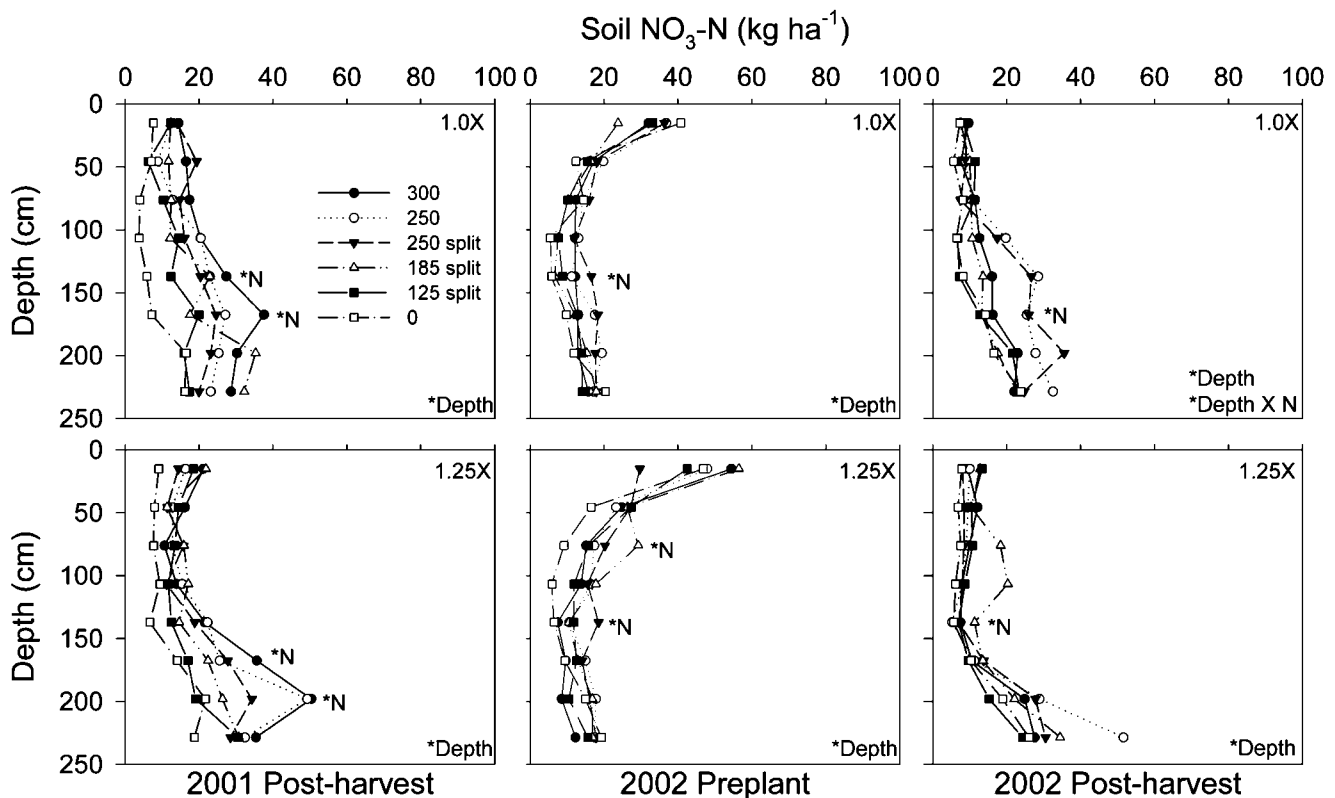 Soil NO3-N (kg ha-1)
0 20 40 60 80 100 0 20 40 60 80 100 0 20 40 60 80 100
Depth (cm)
0
50
100
150
200
250
1.0X
300
250
250 split
185 split
125 split
0
*N
*N
*Depth
1.0X
*N
*Depth
1.0X
*N
*Depth
*Depth X N
Depth (cm)
0
50
100
150
200
250
1.25X
*N
*N
*Depth
1.25X
*N
*N
*Depth
1.25X
*N
*Depth
2001 Post-harvest
2002 Preplant
2002 Post-harvest